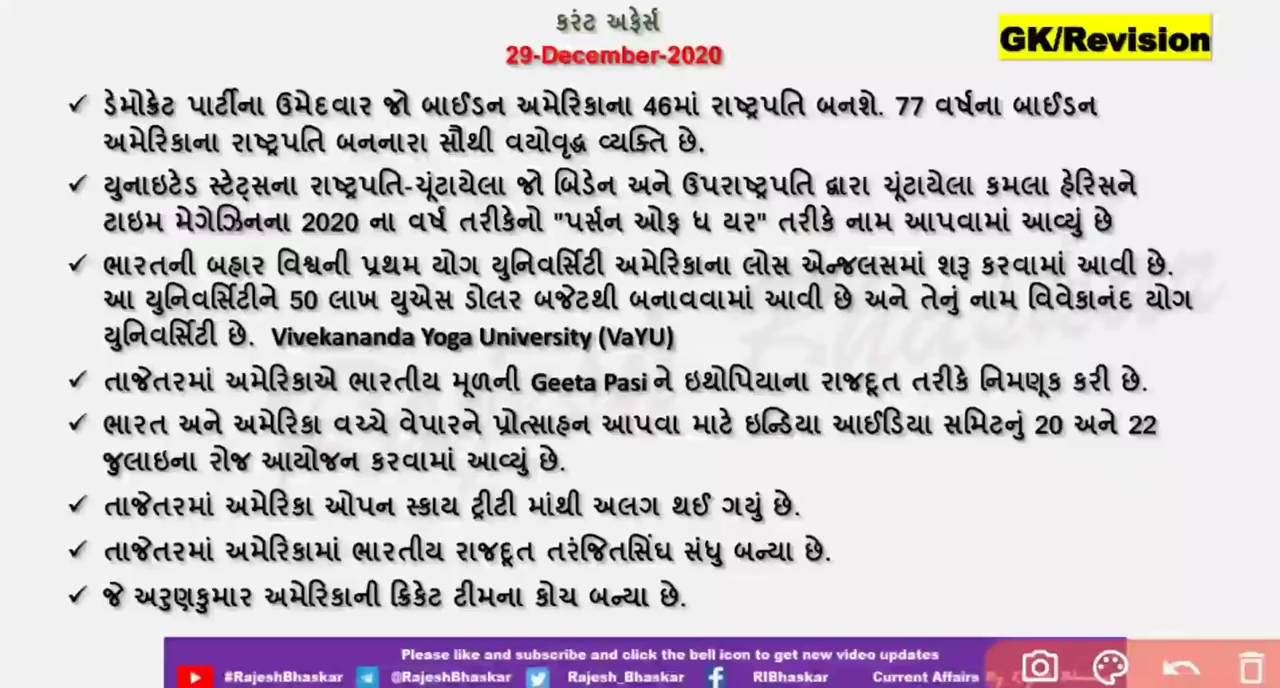 કરંટ અફેર્સ
29-December-2020
GK/Revision
✓ ડેમોક્રેટ પાર્ટીના ઉમેદવાર જો બાઈડન અમેરિકાના 46માં રાષ્ટ્રપતિ બનશે. 77 વર્ષના બાઈડન
અમેરિકાના રાષ્ટ્રપતિ બનનારા સૌથી વયોવૃદ્ધ વ્યક્તિ છે.
✓ યુનાઇટેડ સ્ટેટ્સના રાષ્ટ્રપતિ-ચૂંટાયેલા જો બિડેન અને ઉપરાષ્ટ્રપતિ દ્વારા ચૂંટાયેલા કમલા હેરિસને
ટાઇમ મેગેઝિનના 2020 ના વર્ષ તરીકેનો "પર્સન ઓફ ધ યર" તરીકે નામ આપવામાં આવ્યું છે
✓ ભારતની બહાર વિશ્વની પ્રથમ યોગ યુનિવર્સિટી અમેરિકાના લોસ એન્જલસમાં શરૂ કરવામાં આવી છે.
આ યુનિવર્સિટીને 50 લાખ યુએસ ડોલર બજેટથી બનાવવામાં આવી છે અને તેનું નામ વિવેકાનંદ યોગ
યુનિવર્સિટી છે. Vivekananda Yoga University (VaYU)
✓ તાજેતરમાં અમેરિકાએ ભારતીય મૂળની Geeta Pasi ને ઇથોપિયાના રાજદૂત તરીકે નિમણૂક કરી છે.
✓ ભારત અને અમેરિકા વચ્ચે વેપારને પ્રોત્સાહન આપવા માટે ઇન્ડિયા આઈડિયા સમિટનું 20 અને 22
જુલાઇના રોજ આયોજન કરવામાં આવ્યું છે.
✓ તાજેતરમાં અમેરિકા ઓપન સ્કાય ટ્રીટી માંથી અલગ થઈ ગયું છે.
✓ તાજેતરમાં અમેરિકામાં ભારતીય રાજદૂત તરંજિતસિંઘ સંધુ બન્યા છે.
✓ જે અરુણકુમાર અમેરિકાની ક્રિકેટ ટીમના કોચ બન્યા છે.
Please like and subscribe and click the bell icon to get new video updates
#RajeshBhaskar @RajeshBhaskar Rajesh_Bhaskar RIBhaskar Current Affairs By